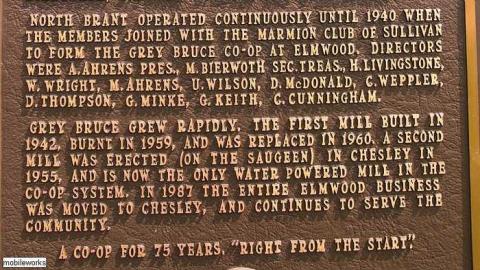 NORTH BRANT OPERATED CONTINUOUSLY UNTIL 1940 WHEN
THE MEMBERS JOINED WITH THE MARMION CLUB OF SULLIVAN
TO FORM THE GREY BRUCE CO-OP AT ELMWOOD. DIRECTORS
WERE A. AHRENS PRES., M. BIERWOTH SEC. TREAS., H. LIVINGSTONE,
W. WRIGHT, M. AHRENS, U. WILSON, D. McDONALD, C. WEPPLER,
D. THOMPSON, G. MINKE, G. KEITH, C. CUNNINGHAM.
GREY BRUCE GREW RAPIDLY, THE FIRST MILL BUILT IN
1942, BURNT IN 1959, AND WAS REPLACED IN 1960. A SECOND
MILL WAS ERECTED (ON THE SAUGEEN) IN CHESLEY IN
1955, AND IS NOW THE ONLY WATER POWERED MILL IN THE
CO-OP SYSTEM. IN 1987 THE ENTIRE ELMWOOD BUSINESS
WAS MOVED TO CHESLEY, AND CONTINUES TO SERVE THE
COMMUNITY.
A CO-OP FOR 75 YEARS. "RIGHT FROM THE START".
mobileworks